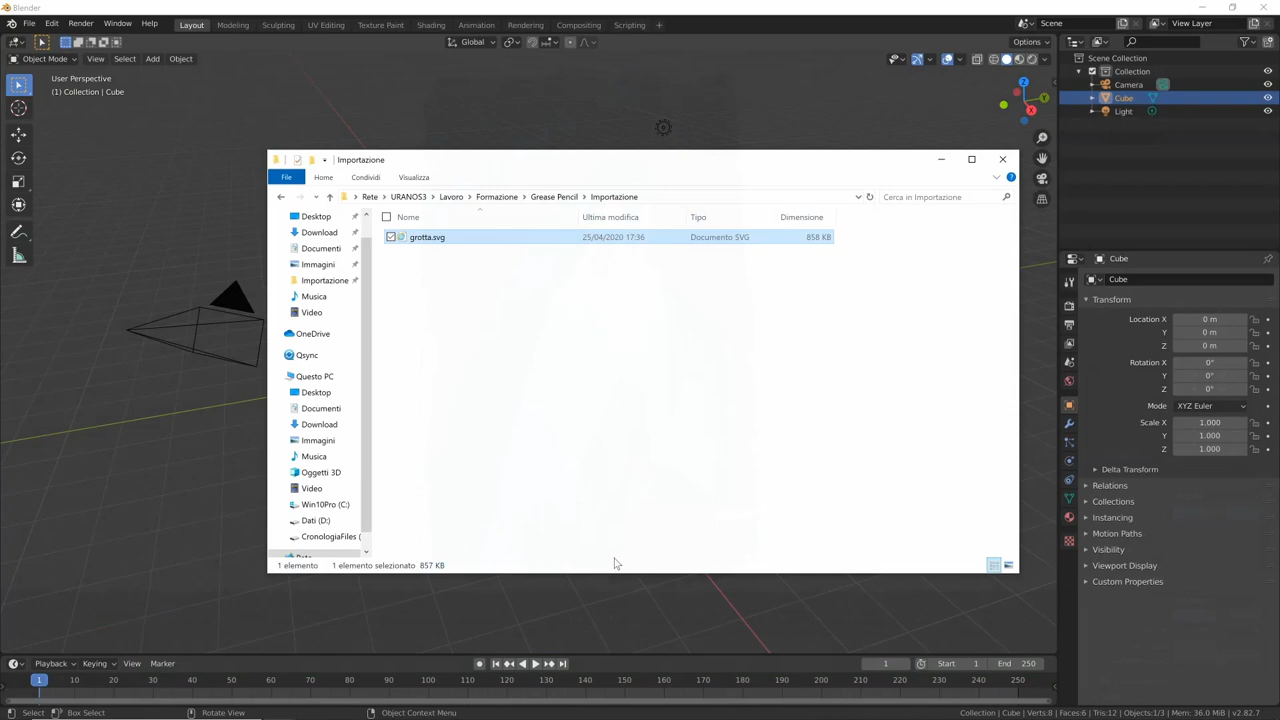 Blender
File Edit Render Window Help Layout Modeling Sculpting UV Editing Texture Paint Shading Animation Rendering Compositing Scripting + Scene View Layer
Global Options
Object Mode View Select Add Object
User Perspective
(1) Collection | Cube
Scene Collection
Collection
Camera
Cube
Light
Z
Y
X
Importazione
File Home Condividi Visualizza
Rete URANOS3 Lavoro Formazione Grease Pencil Importazione Cerca in Importazione
Nome Ultima modifica Tipo Dimensione
grotta.svg 25/04/2020 17:36 Documento SVG 858 KB
Desktop
Download
Documenti
Immagini
Importazione
Musica
Video
OneDrive
Qsync
Questo PC
Desktop
Documenti
Download
Immagini
Musica
Oggetti 3D
Video
Win10Pro (C:)
Dati (D:)
CronologiaFiles (
1 elemento 1 elemento selezionato 857 KB
Cube
Cube
Transform
Location X 0 m
Y 0 m
Z 0 m
Rotation X 0°
Y 0°
Z 0°
Mode XYZ Euler
Scale X 1.000
Y 1.000
Z 1.000
Delta Transform
Relations
Collections
Instancing
Motion Paths
Visibility
Viewport Display
Custom Properties
Playback Keying View Marker 1 Start 1 End 250
1 10 20 30 40 50 60 70 80 90 100 110 120 130 140 150 160 170 180 190 200 210 220 230 240 250
Select Box Select Rotate View Object Context Menu Collection | Cube | Verts:8 | Faces:6 | Tris:12 | Objects:1/3 | Mem: 36.0 MiB | v2.82.7